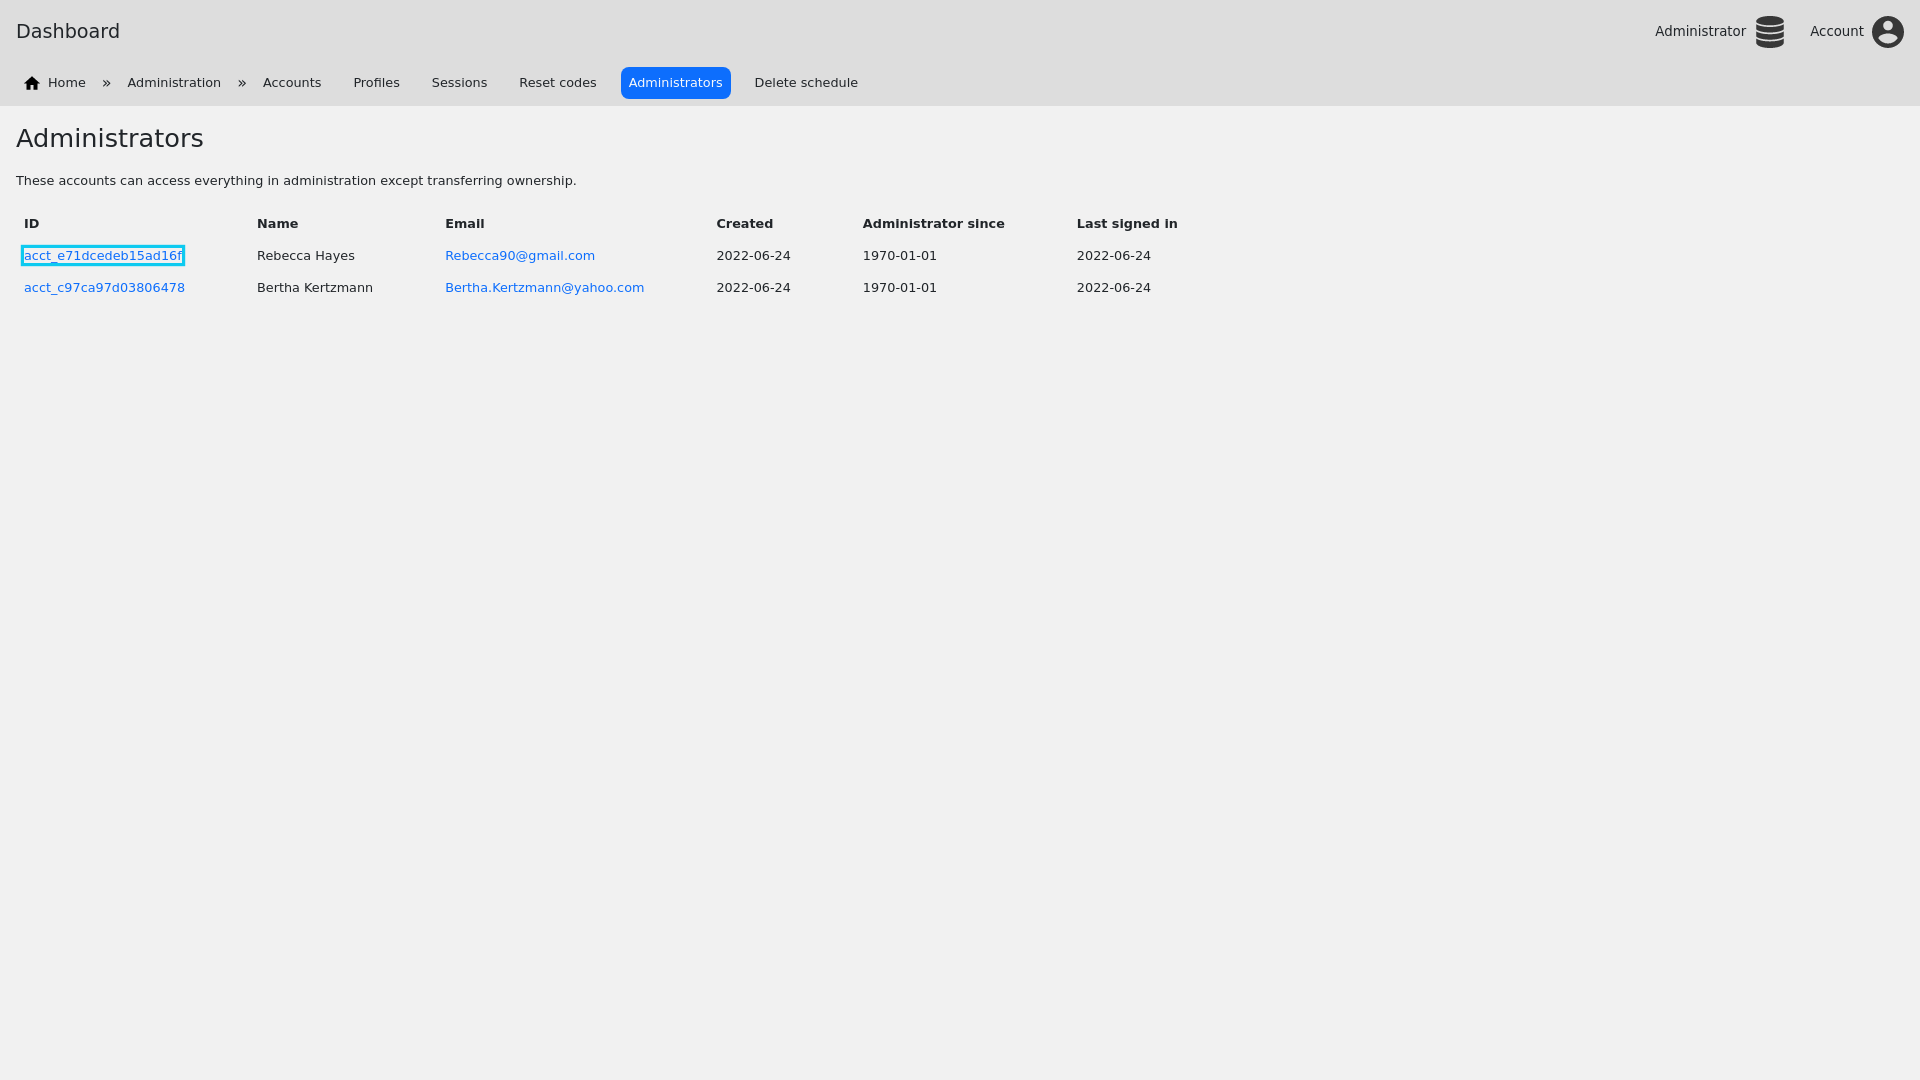 Dashboard
Administrator
Account
Home » Administration » Accounts Profiles Sessions Reset codes Administrators Delete schedule
Administrators
These accounts can access everything in administration except transferring ownership.
ID Name Email Created Administrator since Last signed in
acct_e71dcedeb15ad16f Rebecca Hayes Rebecca90@gmail.com 2022-06-24 1970-01-01 2022-06-24
acct_c97ca97d03806478 Bertha Kertzmann Bertha.Kertzmann@yahoo.com 2022-06-24 1970-01-01 2022-06-24